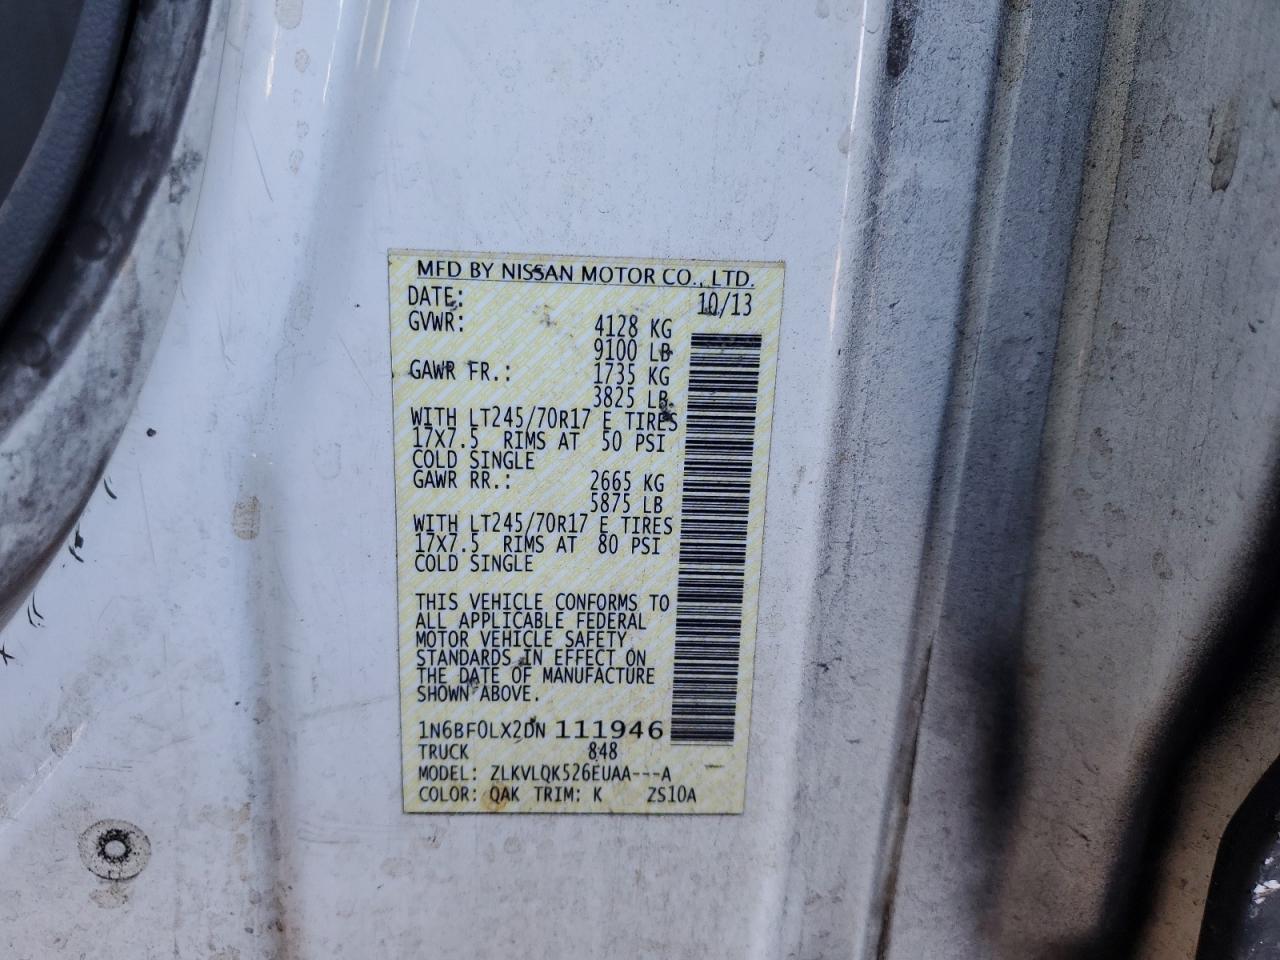 MFD BY NISSAN MOTOR CO., LTD.
DATE: 10/13
GVWR: 4128 KG
9100 LB
GAWR FR.: 1735 KG
3825 LB
WITH LT245/70R17 E TIRES
17X7.5 RIMS AT 50 PSI
COLD SINGLE
GAWR RR.: 2665 KG
5875 LB
WITH LT245/70R17 E TIRES
17X7.5 RIMS AT 80 PSI
COLD SINGLE
THIS VEHICLE CONFORMS TO
ALL APPLICABLE FEDERAL
MOTOR VEHICLE SAFETY
STANDARDS IN EFFECT ON
THE DATE OF MANUFACTURE
SHOWN ABOVE.
1N6BF0LX2DN 111946
TRUCK 848
MODEL: ZLKVLQK526EUAA---A
COLOR: QAK TRIM: K ZS10A